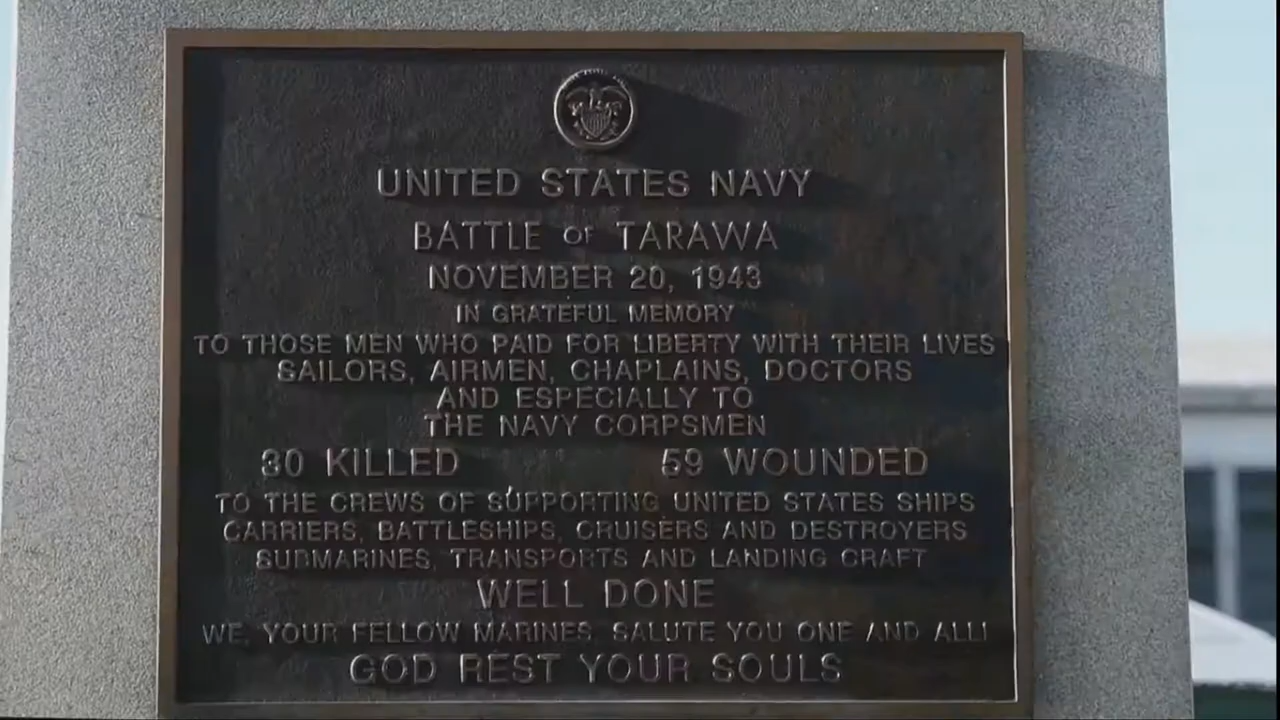 UNITED STATES NAVY
BATTLE OF TARAWA
NOVEMBER 20, 1943
IN GRATEFUL MEMORY
TO THOSE MEN WHO PAID FOR LIBERTY WITH THEIR LIVES
SAILORS, AIRMEN, CHAPLAINS, DOCTORS
AND ESPECIALLY TO
THE NAVY CORPSMEN
30 KILLED 59 WOUNDED
TO THE CREWS OF SUPPORTING UNITED STATES SHIPS
CARRIERS, BATTLESHIPS, CRUISERS AND DESTROYERS
SUBMARINES, TRANSPORTS AND LANDING CRAFT
WELL DONE
WE, YOUR FELLOW MARINES, SALUTE YOU ONE AND ALL!
GOD REST YOUR SOULS